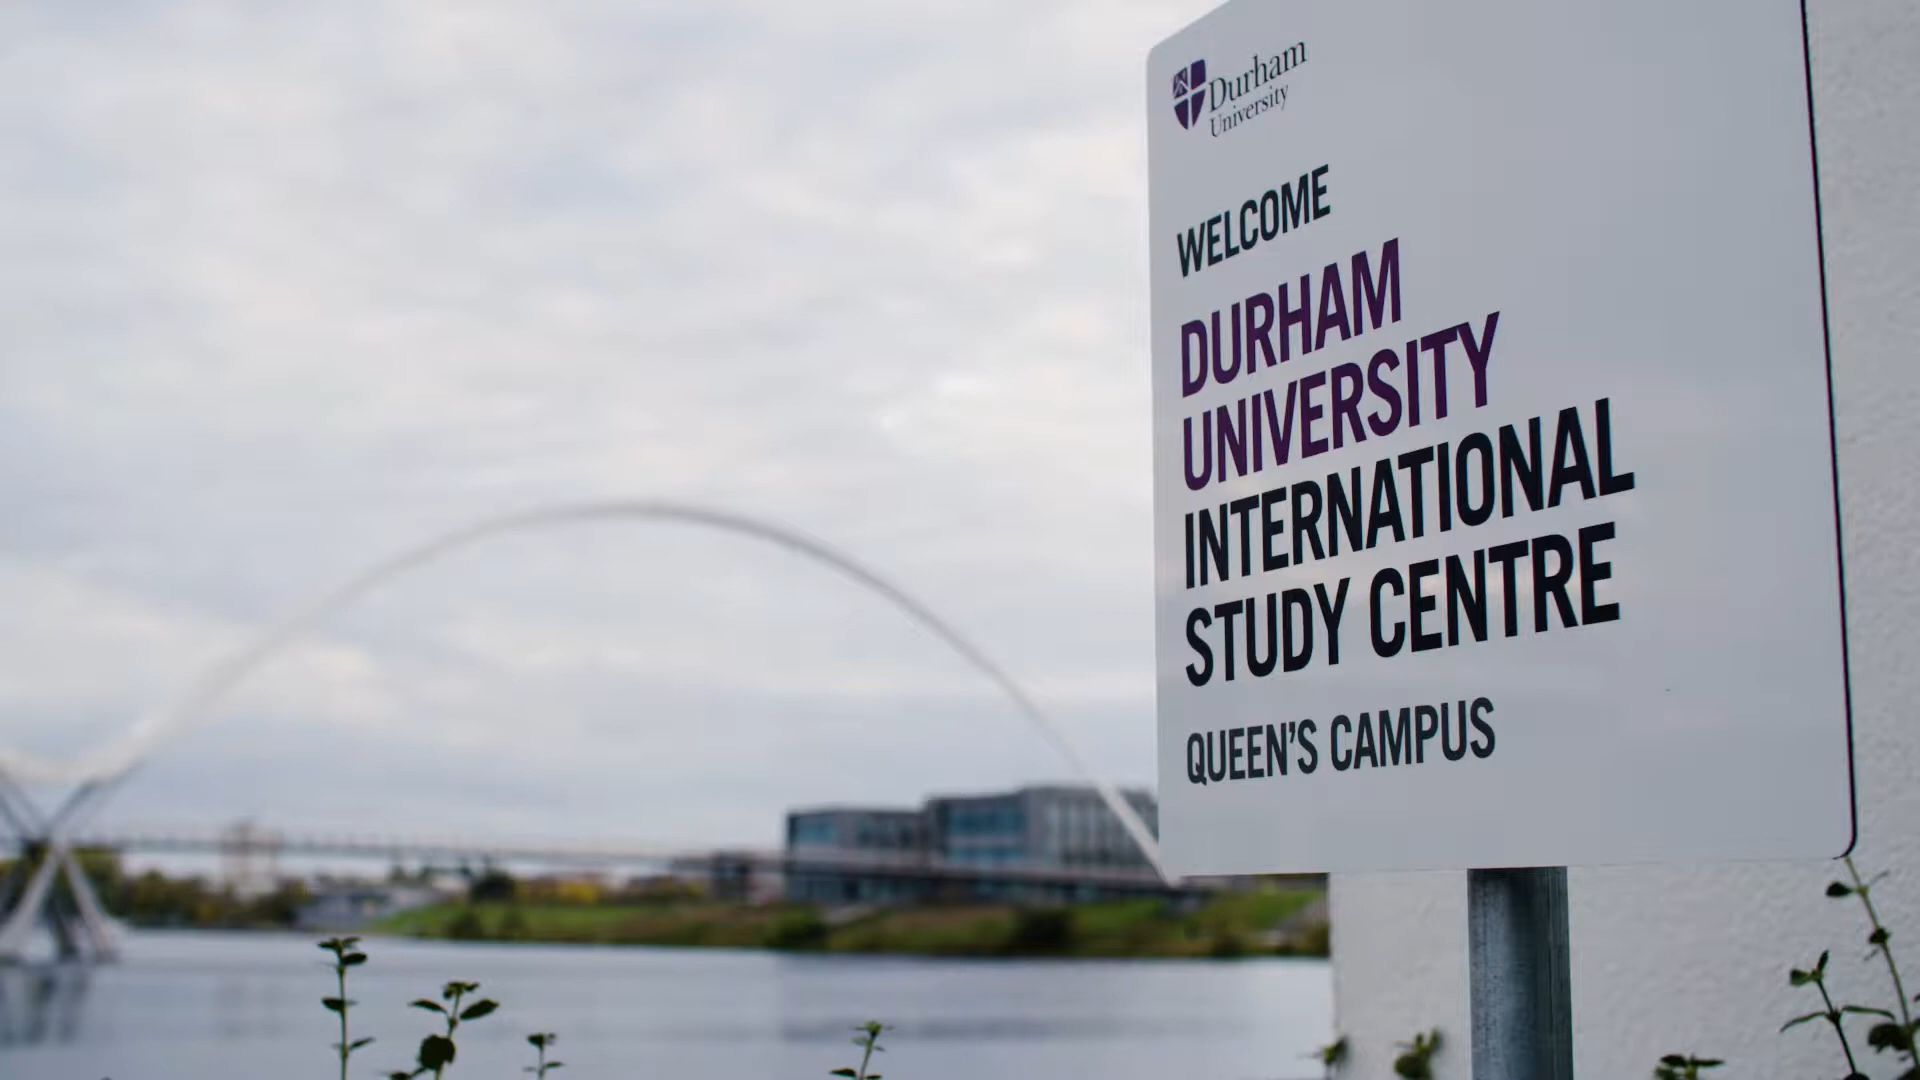 Durham
University
WELCOME
DURHAM
UNIVERSITY
INTERNATIONAL
STUDY CENTRE
QUEEN'S CAMPUS